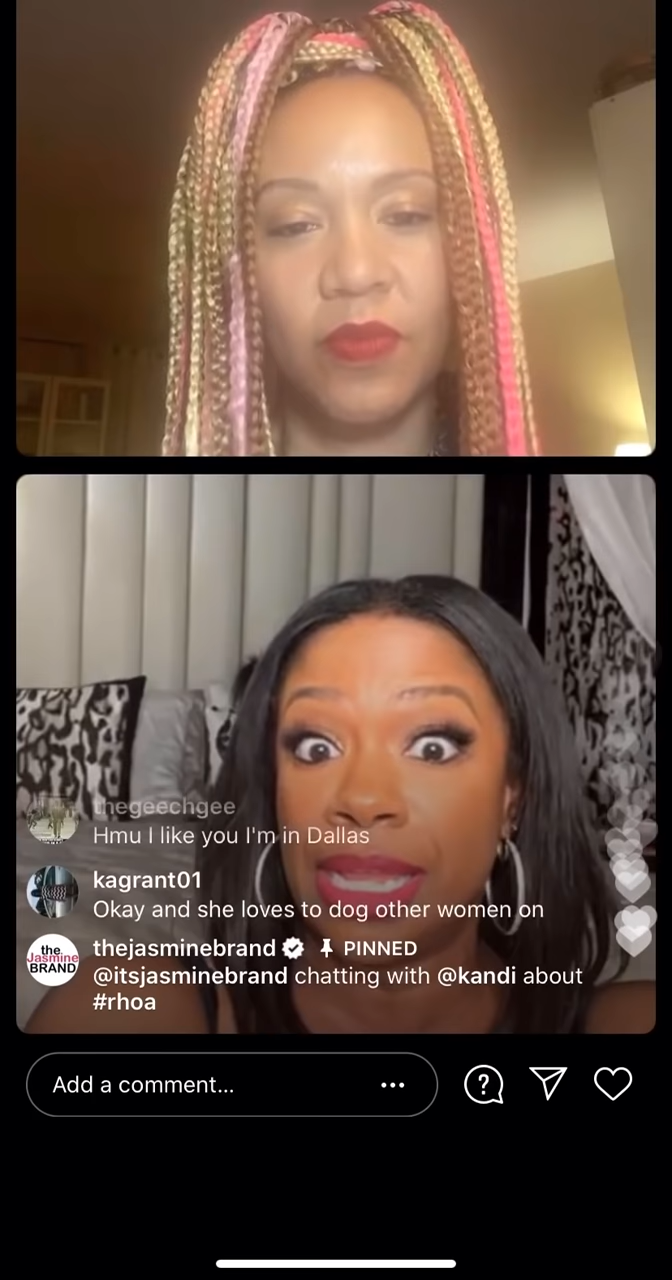 thegeechgee
Hmu I like you I'm in Dallas
kagrant01
Okay and she loves to dog other women on
the
Jasmine
BRAND
thejasminebrand PINNED
@itsjasminebrand chatting with @kandi about
#rhoa
Add a comment...